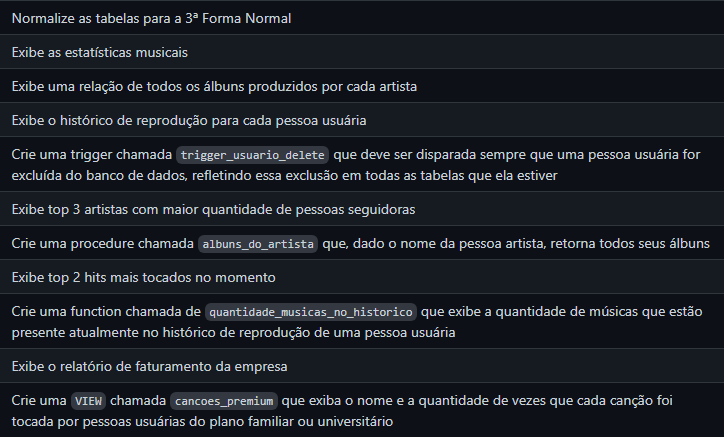 Normalize as tabelas para a 3ª Forma Normal
Exibe as estatísticas musicais
Exibe uma relação de todos os álbuns produzidos por cada artista
Exibe o histórico de reprodução para cada pessoa usuária
Crie uma trigger chamada trigger_usuario_delete que deve ser disparada sempre que uma pessoa usuária for
excluída do banco de dados, refletindo essa exclusão em todas as tabelas que ela estiver
Exibe top 3 artistas com maior quantidade de pessoas seguidoras
Crie uma procedure chamada albuns_do_artista que, dado o nome da pessoa artista, retorna todos seus álbuns
Exibe top 2 hits mais tocados no momento
Crie uma function chamada de quantidade_musicas_no_historico que exibe a quantidade de músicas que estão
presente atualmente no histórico de reprodução de uma pessoa usuária
Exibe o relatório de faturamento da empresa
Crie uma VIEW chamada cancoes_premium que exiba o nome e a quantidade de vezes que cada canção foi
tocada por pessoas usuárias do plano familiar ou universitário